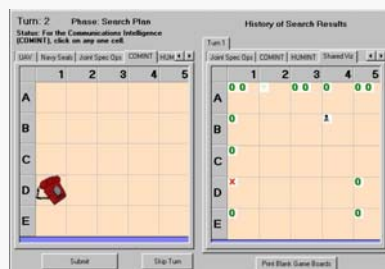 Turn: 2 Phase: Search Plan
Status: For the Communications Intelligence
(COMINT), click on any one cell.
UAV Navy Seals Joint Spec Ops COMINT HUM
1 2 3 4 5
A
B
C
D
E
Submit Skip Turn
History of Search Results
Turn 1
Joint Spec Ops COMINT HUMINT Shared Viz
1 2 3 4 5
A 0 0 0 0 0 0 0
B 0
C 0
D x 0
E 0 0
Print Blank Game Boards